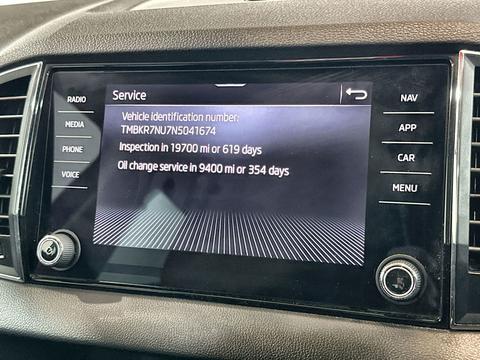 Service
Vehicle identification number:
TMBKR7NU7N5041674
Inspection in 19700 mi or 619 days
Oil change service in 9400 mi or 354 days
RADIO
MEDIA
PHONE
VOICE
NAV
APP
CAR
MENU